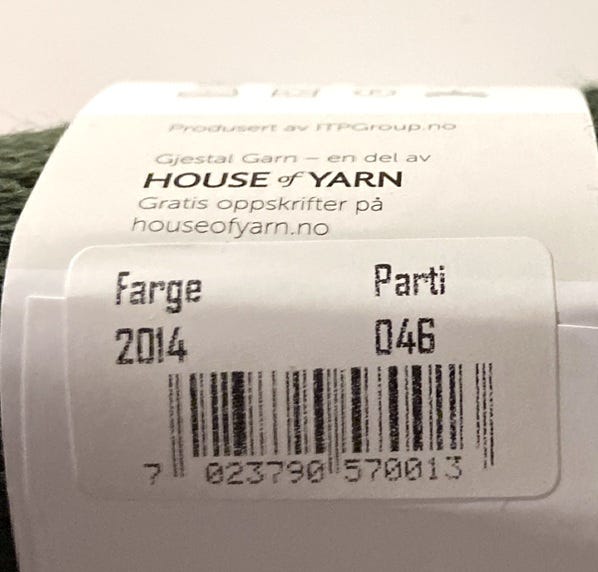 Produsert av ITPGroup.no
Gjestal Garn – en del av
HOUSE of YARN
Gratis oppskrifter på
houseofyarn.no
Farge Parti
2014 046
7 023790 570013